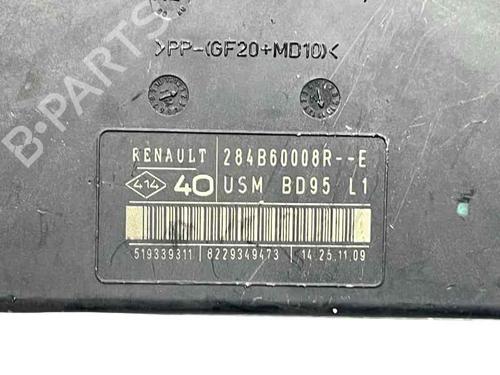 >PP-(GF20+MD10)<
B-PARTS
RENAULT 284B60008R--E
414 40 USM BD95 L1
519339311 8229349473 14 25.11.09